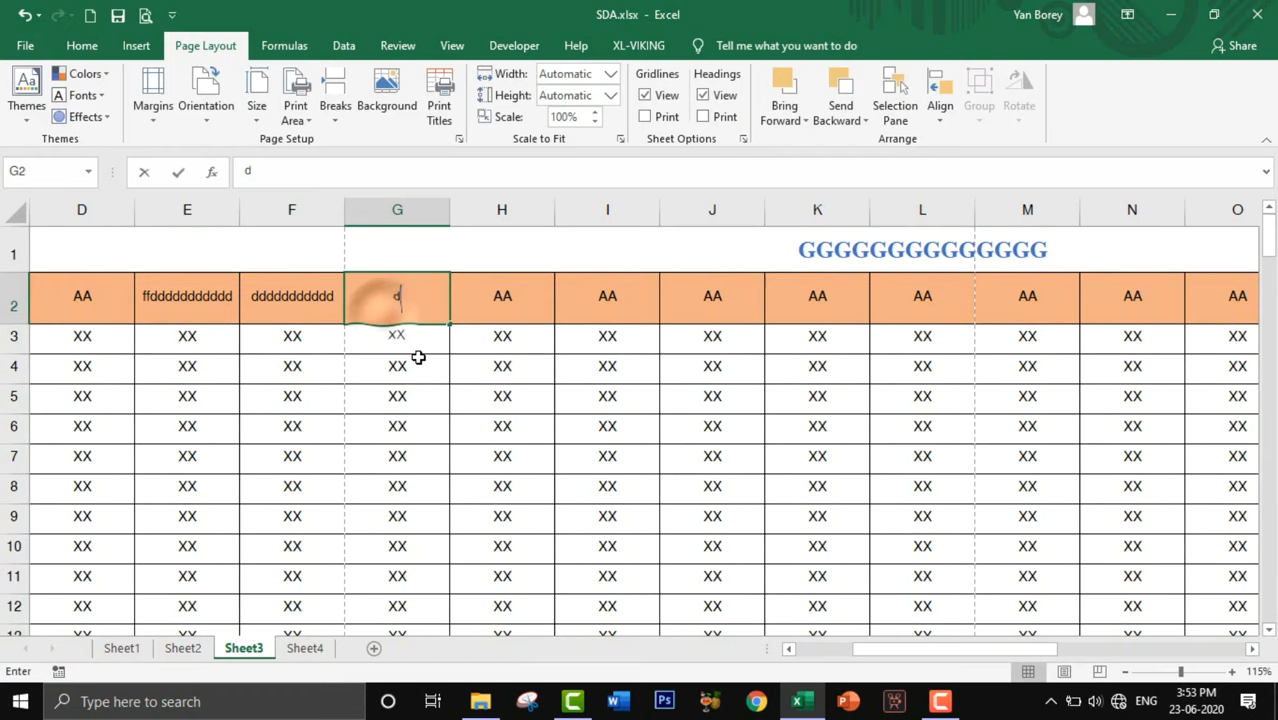 SDA.xlsx - Excel
Yan Borey
File Home Insert Page Layout Formulas Data Review View Developer Help XL-VIKING Tell me what you want to do Share
Aa
Themes
Colors
Fonts
Effects
Themes
Margins
Orientation
Size
Print Area
Breaks
Background
Print Titles
Page Setup
Width: Automatic
Height: Automatic
Scale: 100%
Scale to Fit
Gridlines
View
Print
Headings
View
Print
Sheet Options
Bring Forward
Send Backward
Selection Pane
Align
Group
Rotate
Arrange
G2
fx
d
D E F G H I J K L M N O
1 GGGGGGGGGGGGGG
2 AA ffddddddddddd ddddddddddd d AA AA AA AA AA AA AA AA
3 XX XX XX XX XX XX XX XX XX XX XX XX
4 XX XX XX XX XX XX XX XX XX XX XX XX
5 XX XX XX XX XX XX XX XX XX XX XX XX
6 XX XX XX XX XX XX XX XX XX XX XX XX
7 XX XX XX XX XX XX XX XX XX XX XX XX
8 XX XX XX XX XX XX XX XX XX XX XX XX
9 XX XX XX XX XX XX XX XX XX XX XX XX
10 XX XX XX XX XX XX XX XX XX XX XX XX
11 XX XX XX XX XX XX XX XX XX XX XX XX
12 XX XX XX XX XX XX XX XX XX XX XX XX
Sheet1 Sheet2 Sheet3 Sheet4
Enter
115%
Type here to search
ENG
3:53 PM
23-06-2020